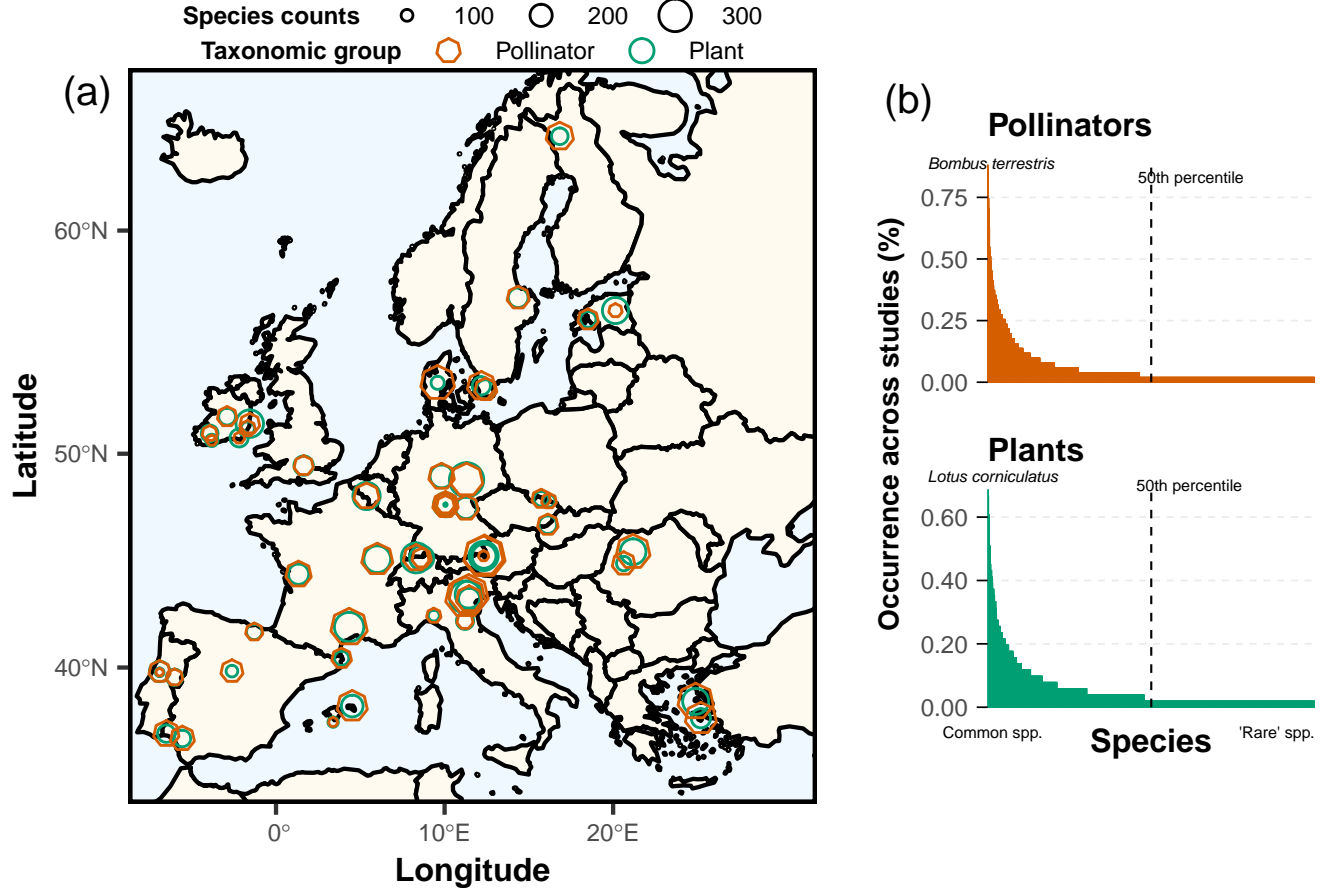 Species counts 100 200 300
Taxonomic group Pollinator Plant
(a)
60°N
50°N
40°N
Latitude
0° 10°E 20°E
Longitude
(b)
Pollinators
Bombus terrestris
50th percentile
0.75
0.50
0.25
0.00
Occurrence across studies (%)
Plants
Lotus corniculatus
50th percentile
0.60
0.40
0.20
0.00
Common spp. Species 'Rare' spp.